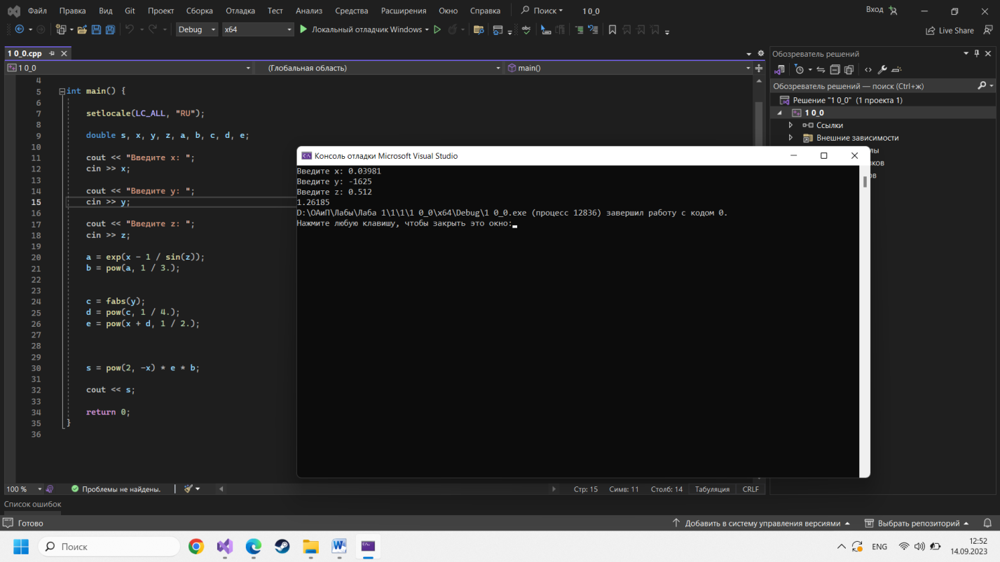 Файл Правка Вид Git Проект Сборка Отладка Тест Анализ Средства Расширения Окно Справка Поиск 1 0_0 Вход
Debug x64 Локальный отладчик Windows Live Share
1 0_0.cpp
1 0_0 (Глобальная область) main()
Обозреватель решений
Обозреватель решений — поиск (Ctrl+ж)
Решение "1 0_0" (1 проекта 1)
1 0_0
Ссылки
Внешние зависимости
лы
ков
ов
4
5 int main() {
6
7 setlocale(LC_ALL, "RU");
8
9 double s, x, y, z, a, b, c, d, e;
10
11 cout << "Введите x: ";
12 cin >> x;
13
14 cout << "Введите y: ";
15 cin >> y;
16
17 cout << "Введите z: ";
18 cin >> z;
19
20 a = exp(x - 1 / sin(z));
21 b = pow(a, 1 / 3.);
22
23
24 c = fabs(y);
25 d = pow(c, 1 / 4.);
26 e = pow(x + d, 1 / 2.);
27
28
29
30 s = pow(2, -x) * e * b;
31
32 cout << s;
33
34 return 0;
35 }
36
Консоль отладки Microsoft Visual Studio
Введите x: 0.03981
Введите y: -1625
Введите z: 0.512
1.26185
D:\ОАиП\Лабы\Лаба 1\1\1\1 0_0\x64\Debug\1 0_0.exe (процесс 12836) завершил работу с кодом 0.
Нажмите любую клавишу, чтобы закрыть это окно:
100 % Проблемы не найдены. Стр: 15 Симв: 11 Столб: 14 Табуляция CRLF
Список ошибок
Готово Добавить в систему управления версиями Выбрать репозиторий
Поиск ENG 12:52
14.09.2023